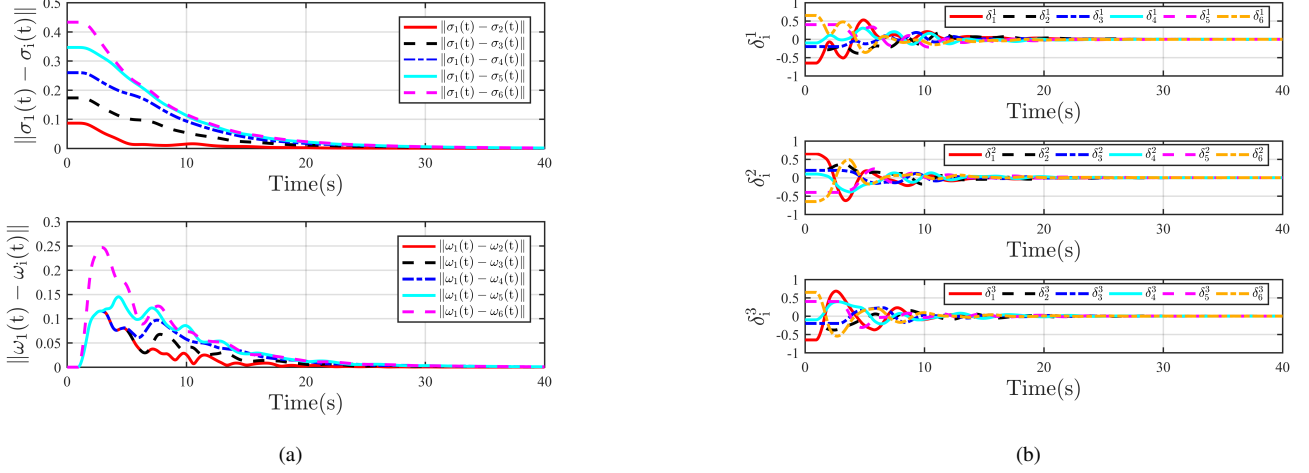 0.5
0.4
0.3
0.2
0.1
0
0 10 20 30 40
Time(s)
||σ₁(t) − σᵢ(t)||
||σ₁(t) − σ₂(t)||
||σ₁(t) − σ₃(t)||
||σ₁(t) − σ₄(t)||
||σ₁(t) − σ₅(t)||
||σ₁(t) − σ₆(t)||
0.3
0.25
0.2
0.15
0.1
0.05
0
0 10 20 30 40
Time(s)
||ω₁(t) − ωᵢ(t)||
||ω₁(t) − ω₂(t)||
||ω₁(t) − ω₃(t)||
||ω₁(t) − ω₄(t)||
||ω₁(t) − ω₅(t)||
||ω₁(t) − ω₆(t)||
(a)
1
0.5
0
-0.5
-1
0 10 20 30 40
Time(s)
δᵢ¹
δ₁¹ δ₂¹ δ₃¹ δ₄¹ δ₅¹ δ₆¹
1
0.5
0
-0.5
-1
0 10 20 30 40
Time(s)
δᵢ²
δ₁² δ₂² δ₃² δ₄² δ₅² δ₆²
1
0.5
0
-0.5
-1
0 10 20 30 40
Time(s)
δᵢ³
δ₁³ δ₂³ δ₃³ δ₄³ δ₅³ δ₆³
(b)